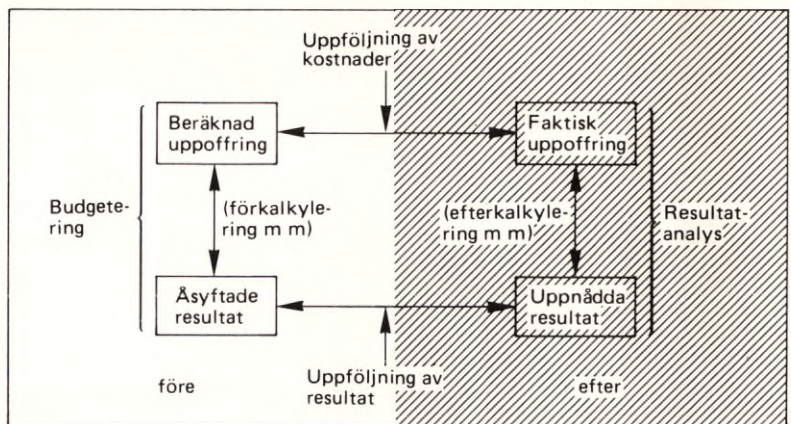 Uppföljning av
kostnader
Beräknad
uppoffring
Faktisk
uppoffring
Budgete-
ring
(förkalkyle-
ring m m)
(efterkalkyle-
ring m m)
Resultat-
analys
Åsyftade
resultat
Uppnådda
resultat
före
Uppföljning av
resultat
efter